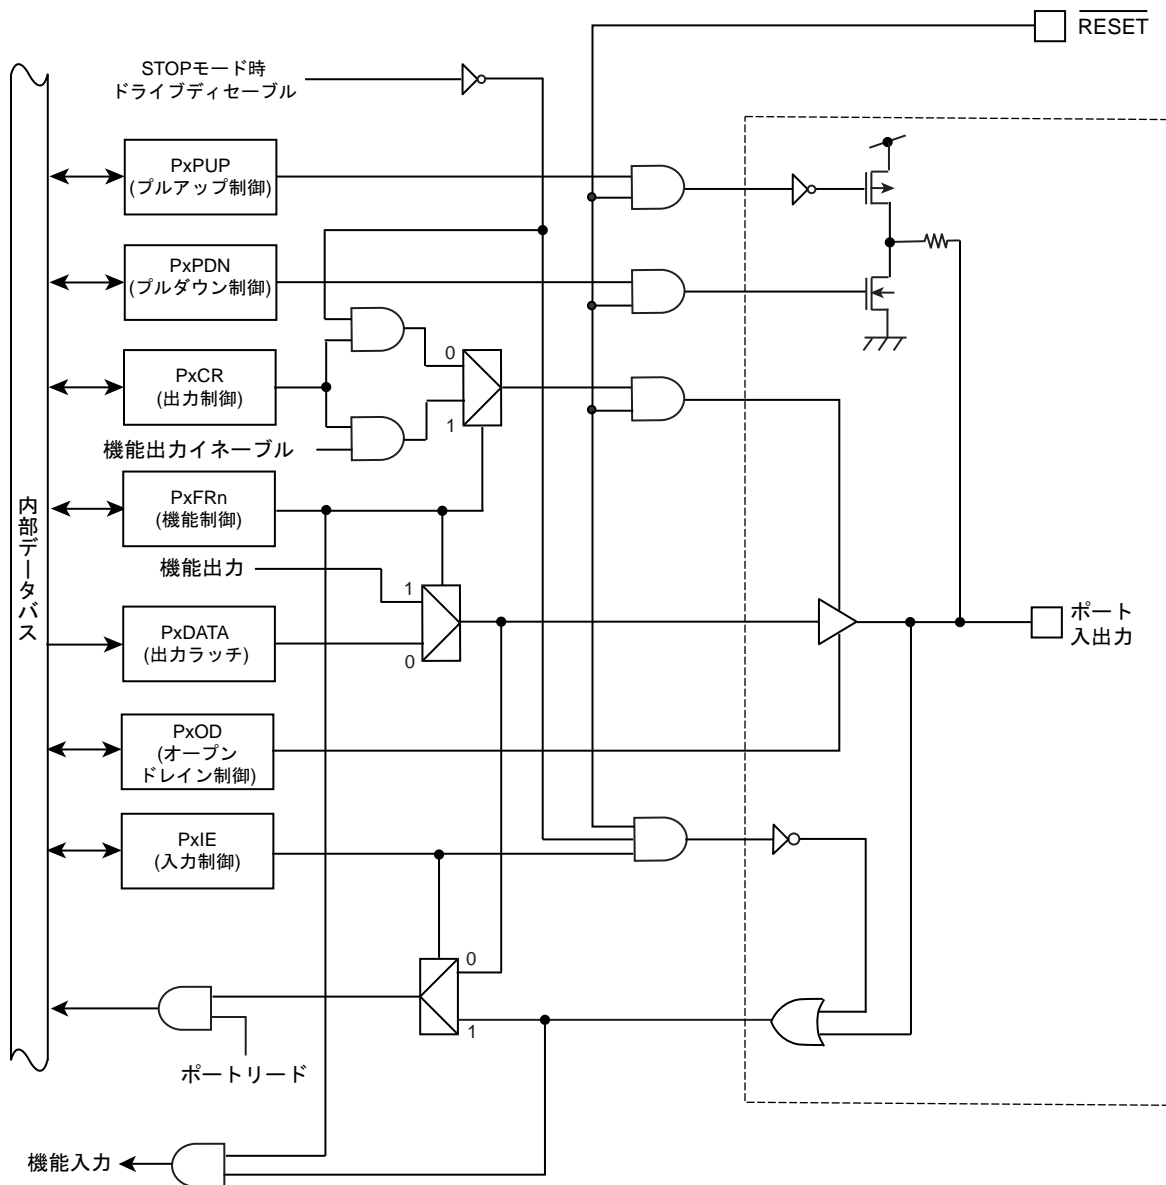 RESET
STOPモード時
ドライブディセーブル
PxPUP
(プルアップ制御)
PxPDN
(プルダウン制御)
0
PxCR
(出力制御)
1
機能出力イネーブル
PxFRn
(機能制御)
内部データバス
機能出力
1
PxDATA
(出力ラッチ)
0
ポート
入出力
PxOD
(オープン
ドレイン制御)
PxIE
(入力制御)
0
1
ポートリード
機能入力